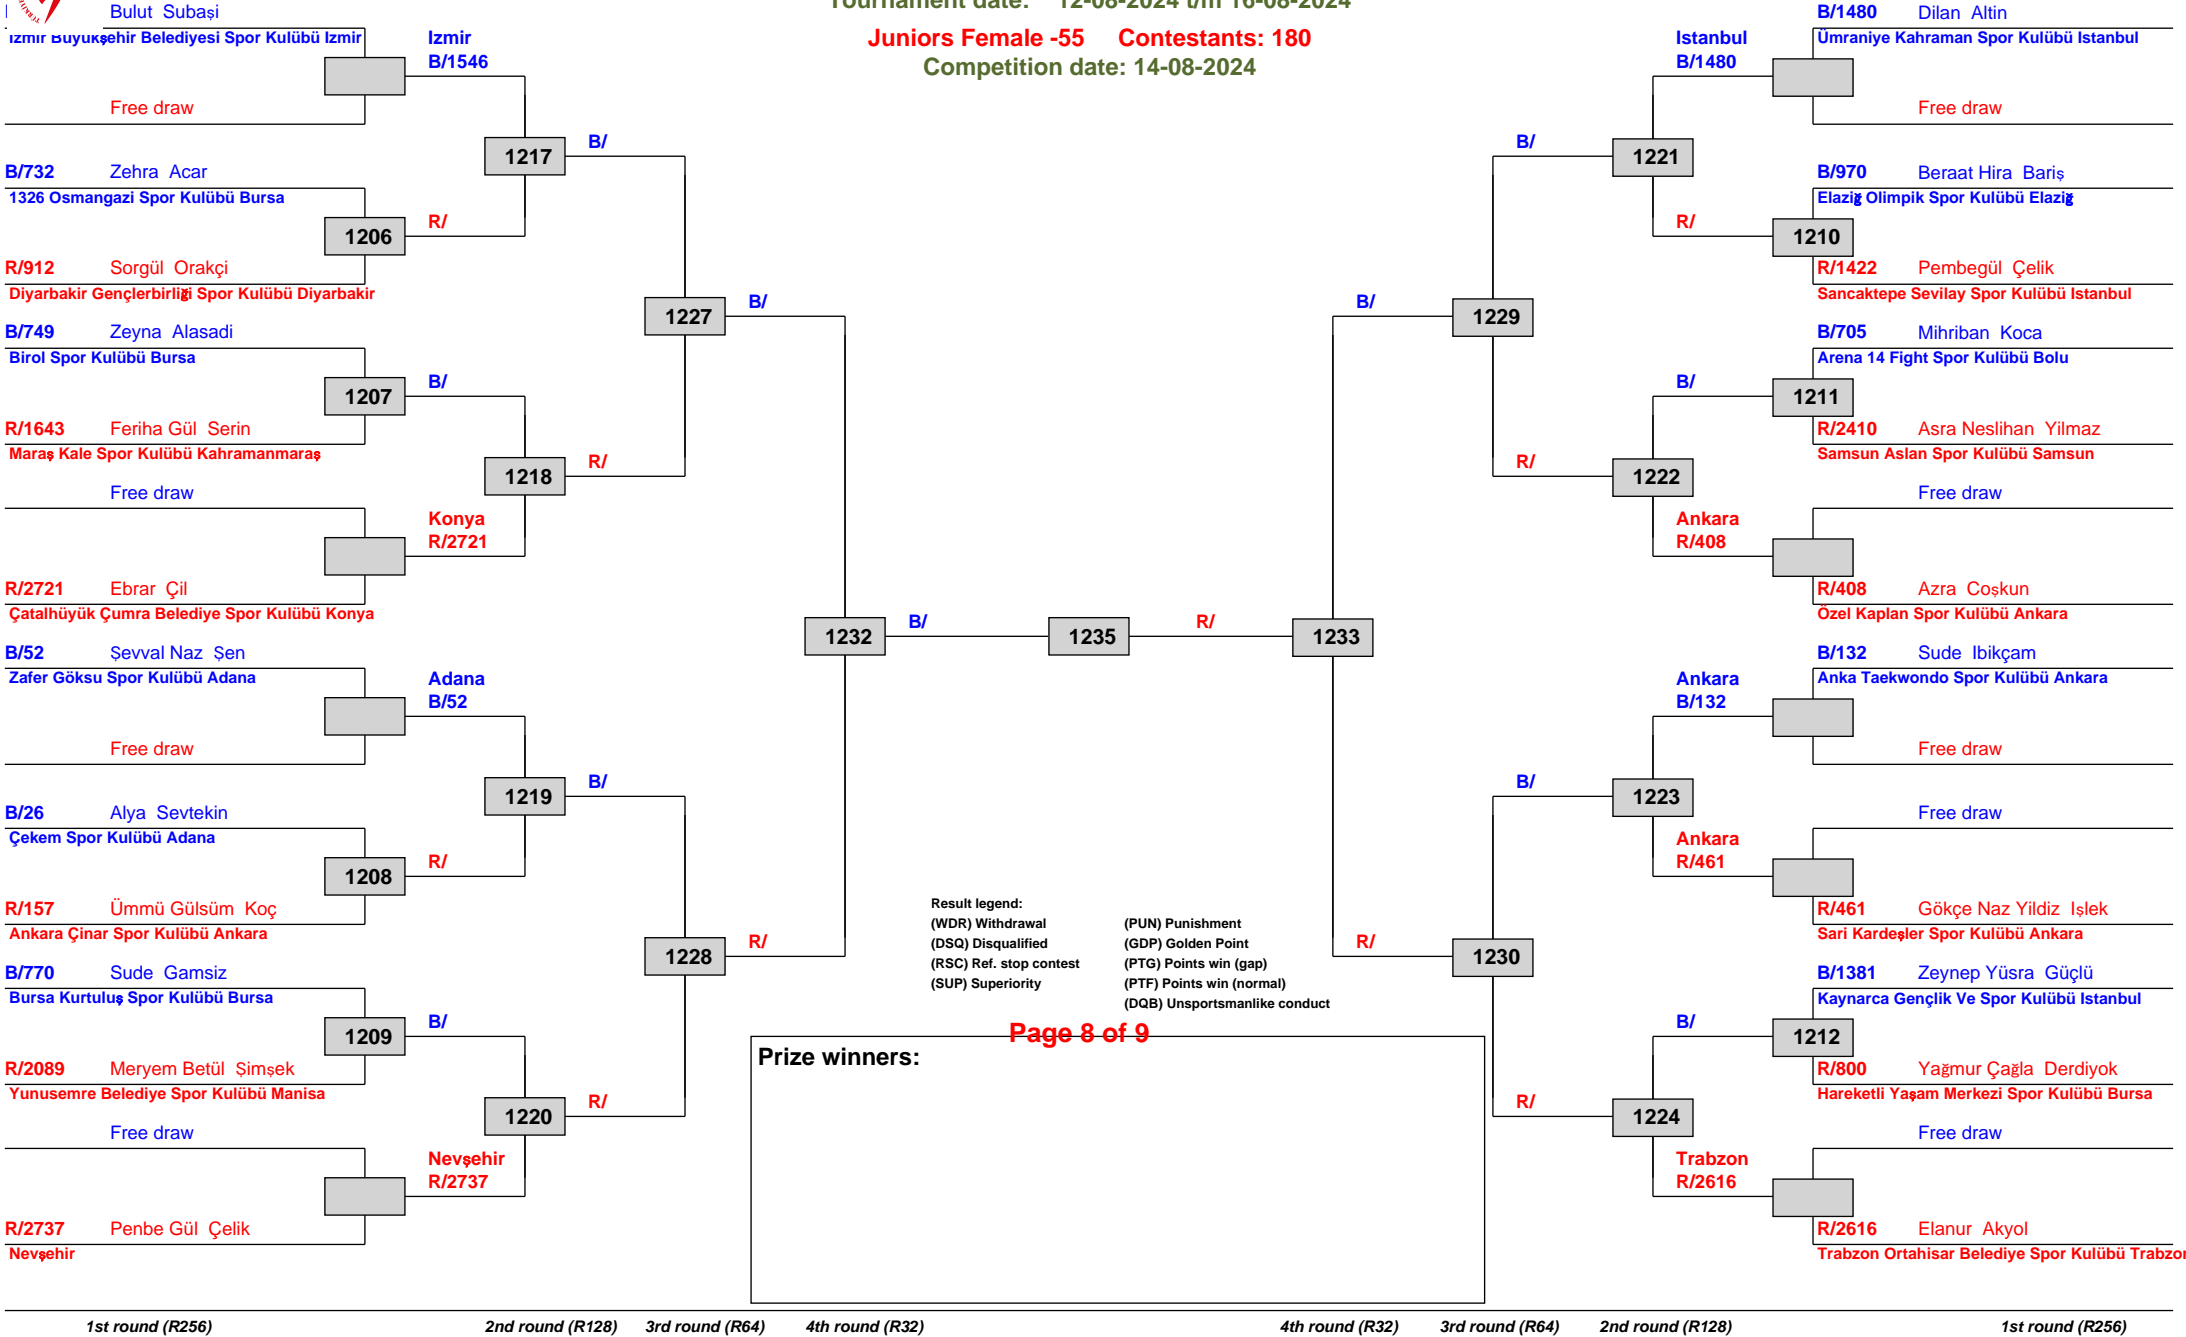 Tournament date: 12-08-2024 t/m 16-08-2024
Juniors Female -55 Contestants: 180
Competition date: 14-08-2024
Bulut Subaşi
Izmir Büyükşehir Belediyesi Spor Kulübü Izmir
Izmir
B/1546
Free draw
1217
B/
B/732 Zehra Acar
1326 Osmangazi Spor Kulübü Bursa
1206
R/
R/912 Sorgül Orakçi
Diyarbakir Gençlerbirliği Spor Kulübü Diyarbakir
1227
B/
B/749 Zeyna Alasadi
Birol Spor Kulübü Bursa
1207
B/
R/1643 Feriha Gül Serin
Maraş Kale Spor Kulübü Kahramanmaraş
1218
R/
Free draw
Konya
R/2721
R/2721 Ebrar Çil
Çatalhüyük Çumra Belediye Spor Kulübü Konya
1232
B/
1235
R/
1233
B/52 Şevval Naz Şen
Zafer Göksu Spor Kulübü Adana
Adana
B/52
Free draw
1219
B/
B/26 Alya Sevtekin
Çekem Spor Kulübü Adana
1208
R/
R/157 Ümmü Gülsüm Koç
Ankara Çinar Spor Kulübü Ankara
1228
R/
B/770 Sude Gamsiz
Bursa Kurtuluş Spor Kulübü Bursa
1209
B/
R/2089 Meryem Betül Şimşek
Yunusemre Belediye Spor Kulübü Manisa
1220
R/
Free draw
Nevşehir
R/2737
R/2737 Penbe Gül Çelik
Nevşehir
B/1480 Dilan Altin
Ümraniye Kahraman Spor Kulübü Istanbul
Istanbul
B/1480
Free draw
B/
1221
B/970 Beraat Hira Bariş
Elaziğ Olimpik Spor Kulübü Elaziğ
R/
1210
R/1422 Pembegül Çelik
Sancaktepe Sevilay Spor Kulübü Istanbul
B/
1229
B/705 Mihriban Koca
Arena 14 Fight Spor Kulübü Bolu
B/
1211
R/2410 Asra Neslihan Yilmaz
Samsun Aslan Spor Kulübü Samsun
R/
1222
Free draw
Ankara
R/408
R/408 Azra Coşkun
Özel Kaplan Spor Kulübü Ankara
B/132 Sude Ibikçam
Anka Taekwondo Spor Kulübü Ankara
Ankara
B/132
Free draw
B/
1223
Free draw
Ankara
R/461
R/461 Gökçe Naz Yildiz Işlek
Sari Kardeşler Spor Kulübü Ankara
R/
1230
B/1381 Zeynep Yüsra Güçlü
Kaynarca Gençlik Ve Spor Kulübü Istanbul
B/
1212
R/800 Yağmur Çağla Derdiyok
Hareketli Yaşam Merkezi Spor Kulübü Bursa
R/
1224
Free draw
Trabzon
R/2616
R/2616 Elanur Akyol
Trabzon Ortahisar Belediye Spor Kulübü Trabzon
Result legend:
(WDR) Withdrawal (PUN) Punishment
(DSQ) Disqualified (GDP) Golden Point
(RSC) Ref. stop contest (PTG) Points win (gap)
(SUP) Superiority (PTF) Points win (normal)
(DQB) Unsportsmanlike conduct
Page 8 of 9
Prize winners:
1st round (R256) 2nd round (R128) 3rd round (R64) 4th round (R32) 4th round (R32) 3rd round (R64) 2nd round (R128) 1st round (R256)